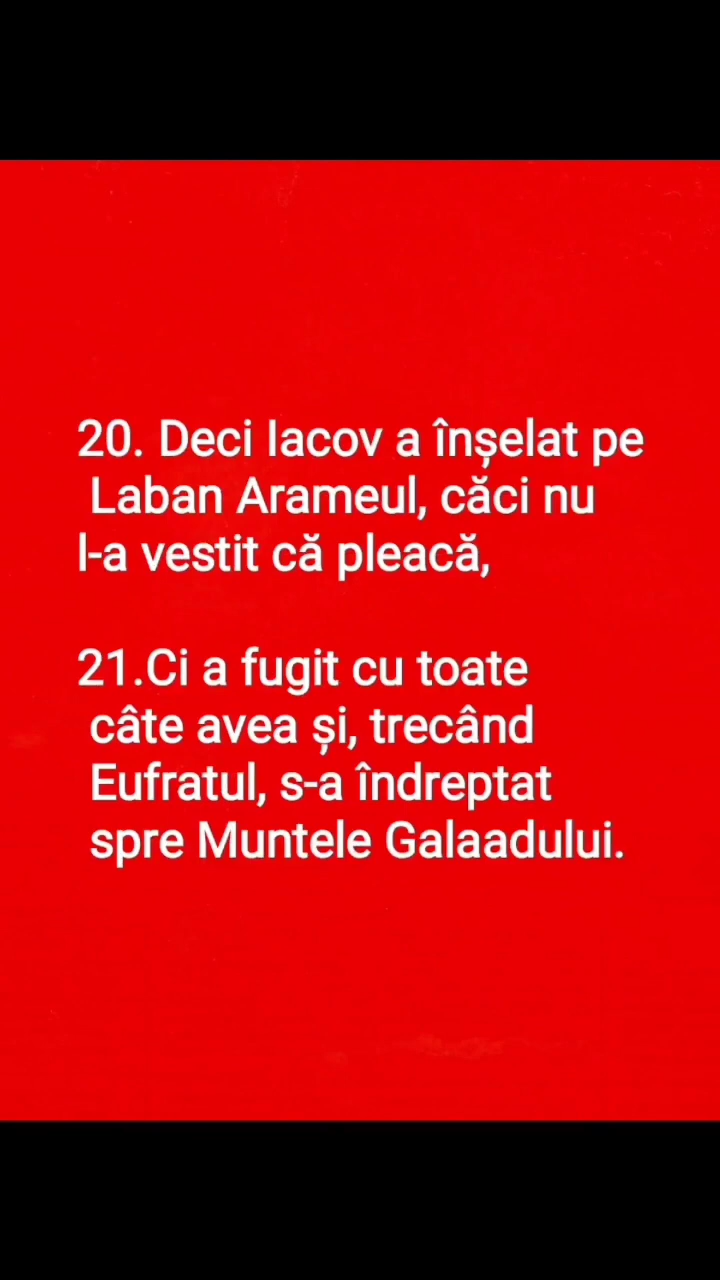 20. Deci Iacov a înșelat pe
Laban Arameul, căci nu
l-a vestit că pleacă,
21.Ci a fugit cu toate
câte avea și, trecând
Eufratul, s-a îndreptat
spre Muntele Galaadului.